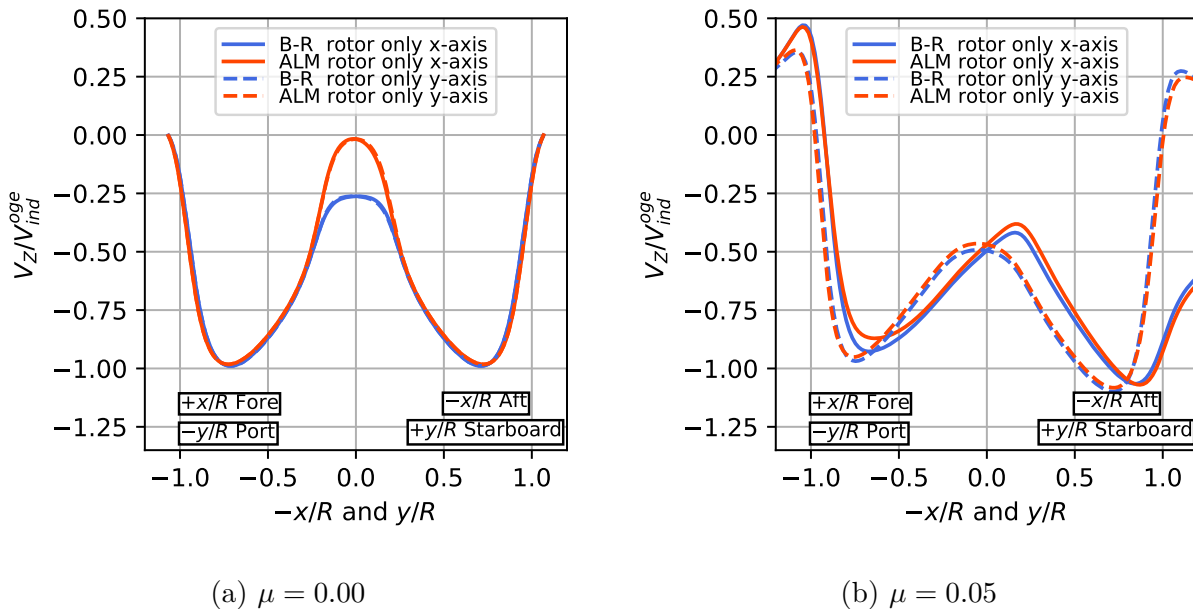 0.50
0.25
0.00
−0.25
−0.50
−0.75
−1.00
−1.25
V_Z/V_ind^oge
B-R rotor only x-axis
ALM rotor only x-axis
B-R rotor only y-axis
ALM rotor only y-axis
+x/R Fore
−x/R Aft
−y/R Port
+y/R Starboard
−1.0 −0.5 0.0 0.5 1.0
−x/R and y/R
(a) μ = 0.00
0.50
0.25
0.00
−0.25
−0.50
−0.75
−1.00
−1.25
V_Z/V_ind^oge
B-R rotor only x-axis
ALM rotor only x-axis
B-R rotor only y-axis
ALM rotor only y-axis
+x/R Fore
−x/R Aft
−y/R Port
+y/R Starboard
−1.0 −0.5 0.0 0.5 1.0
−x/R and y/R
(b) μ = 0.05